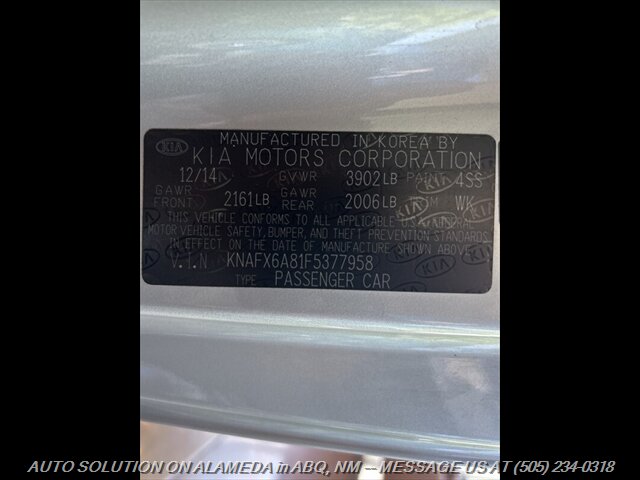 KIA MANUFACTURED IN KOREA BY
KIA MOTORS CORPORATION
12/14 GVWR 3902LB PAINT 4SS
GAWR FRONT 2161LB GAWR REAR 2006LB WK
THIS VEHICLE CONFORMS TO ALL APPLICABLE
MOTOR VEHICLE SAFETY, BUMPER, AND THEFT PREVENTION STANDARDS
IN EFFECT ON THE DATE OF MANUFACTURE SHOWN ABOVE
V.I.N KNAFX6A81F5377958
TYPE PASSENGER CAR
AUTO SOLUTION ON ALAMEDA in ABQ, NM -- MESSAGE US AT (505) 234-0318